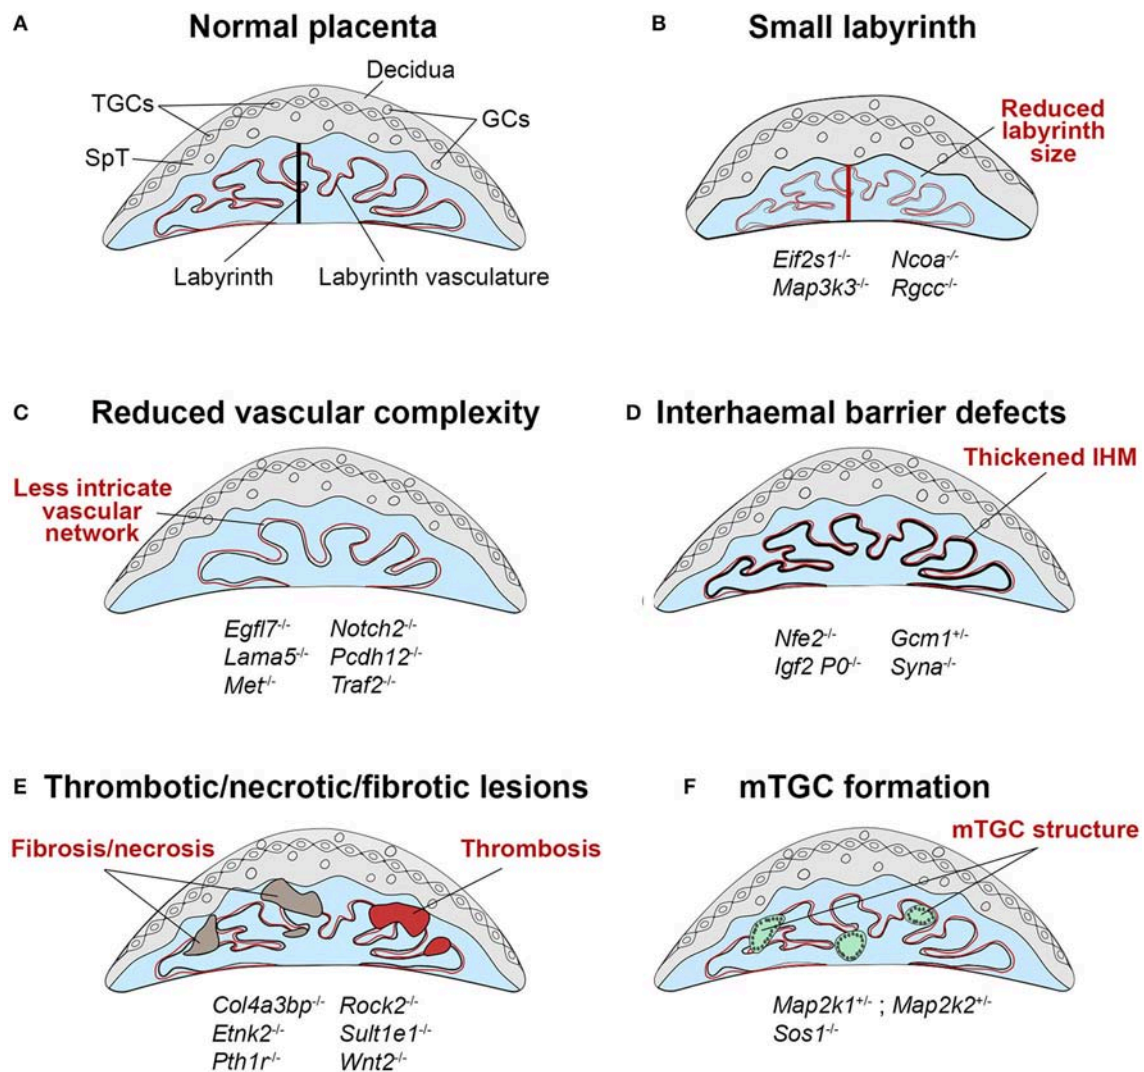 A Normal placenta
Decidua
TGCs
GCs
SpT
Labyrinth Labyrinth vasculature
B Small labyrinth
Reduced
labyrinth
size
Eif2s1-/- Ncoa-/-
Map3k3-/- Rgcc-/-
C Reduced vascular complexity
Less intricate
vascular
network
Egfl7-/- Notch2-/-
Lama5-/- Pcdh12-/-
Met-/- Traf2-/-
D Interhaemal barrier defects
Thickened IHM
Nfe2-/- Gcm1+/-
Igf2 P0-/- Syna-/-
E Thrombotic/necrotic/fibrotic lesions
Fibrosis/necrosis Thrombosis
Col4a3bp-/- Rock2-/-
Etnk2-/- Sult1e1-/-
Pth1r-/- Wnt2-/-
F mTGC formation
mTGC structure
Map2k1+/- ; Map2k2+/-
Sos1-/-